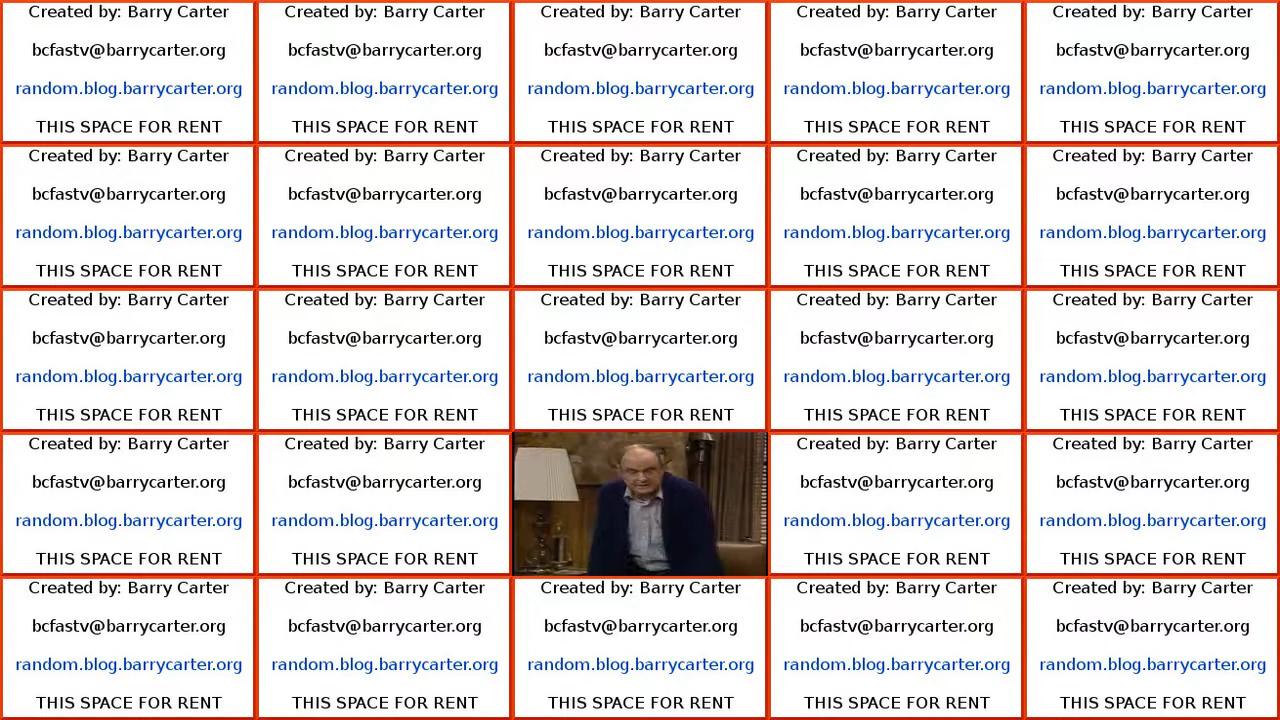 Created by: Barry Carter
bcfastv@barrycarter.org
random.blog.barrycarter.org
THIS SPACE FOR RENT
Created by: Barry Carter
bcfastv@barrycarter.org
random.blog.barrycarter.org
THIS SPACE FOR RENT
Created by: Barry Carter
bcfastv@barrycarter.org
random.blog.barrycarter.org
THIS SPACE FOR RENT
Created by: Barry Carter
bcfastv@barrycarter.org
random.blog.barrycarter.org
THIS SPACE FOR RENT
Created by: Barry Carter
bcfastv@barrycarter.org
random.blog.barrycarter.org
THIS SPACE FOR RENT
Created by: Barry Carter
bcfastv@barrycarter.org
random.blog.barrycarter.org
THIS SPACE FOR RENT
Created by: Barry Carter
bcfastv@barrycarter.org
random.blog.barrycarter.org
THIS SPACE FOR RENT
Created by: Barry Carter
bcfastv@barrycarter.org
random.blog.barrycarter.org
THIS SPACE FOR RENT
Created by: Barry Carter
bcfastv@barrycarter.org
random.blog.barrycarter.org
THIS SPACE FOR RENT
Created by: Barry Carter
bcfastv@barrycarter.org
random.blog.barrycarter.org
THIS SPACE FOR RENT
Created by: Barry Carter
bcfastv@barrycarter.org
random.blog.barrycarter.org
THIS SPACE FOR RENT
Created by: Barry Carter
bcfastv@barrycarter.org
random.blog.barrycarter.org
THIS SPACE FOR RENT
Created by: Barry Carter
bcfastv@barrycarter.org
random.blog.barrycarter.org
THIS SPACE FOR RENT
Created by: Barry Carter
bcfastv@barrycarter.org
random.blog.barrycarter.org
THIS SPACE FOR RENT
Created by: Barry Carter
bcfastv@barrycarter.org
random.blog.barrycarter.org
THIS SPACE FOR RENT
Created by: Barry Carter
bcfastv@barrycarter.org
random.blog.barrycarter.org
THIS SPACE FOR RENT
Created by: Barry Carter
bcfastv@barrycarter.org
random.blog.barrycarter.org
THIS SPACE FOR RENT
Created by: Barry Carter
bcfastv@barrycarter.org
random.blog.barrycarter.org
THIS SPACE FOR RENT
Created by: Barry Carter
bcfastv@barrycarter.org
random.blog.barrycarter.org
THIS SPACE FOR RENT
Created by: Barry Carter
bcfastv@barrycarter.org
random.blog.barrycarter.org
THIS SPACE FOR RENT
Created by: Barry Carter
bcfastv@barrycarter.org
random.blog.barrycarter.org
THIS SPACE FOR RENT
Created by: Barry Carter
bcfastv@barrycarter.org
random.blog.barrycarter.org
THIS SPACE FOR RENT
Created by: Barry Carter
bcfastv@barrycarter.org
random.blog.barrycarter.org
THIS SPACE FOR RENT
Created by: Barry Carter
bcfastv@barrycarter.org
random.blog.barrycarter.org
THIS SPACE FOR RENT